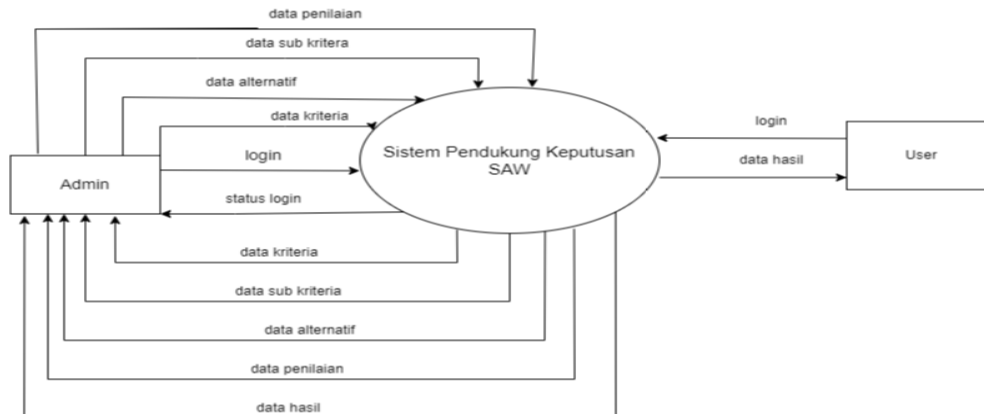 data penilaian
data sub kritera
data alternatif
data kriteria
login
status login
Admin
Sistem Pendukung Keputusan
SAW
login
data hasil
User
data kriteria
data sub kriteria
data alternatif
data penilaian
data hasil